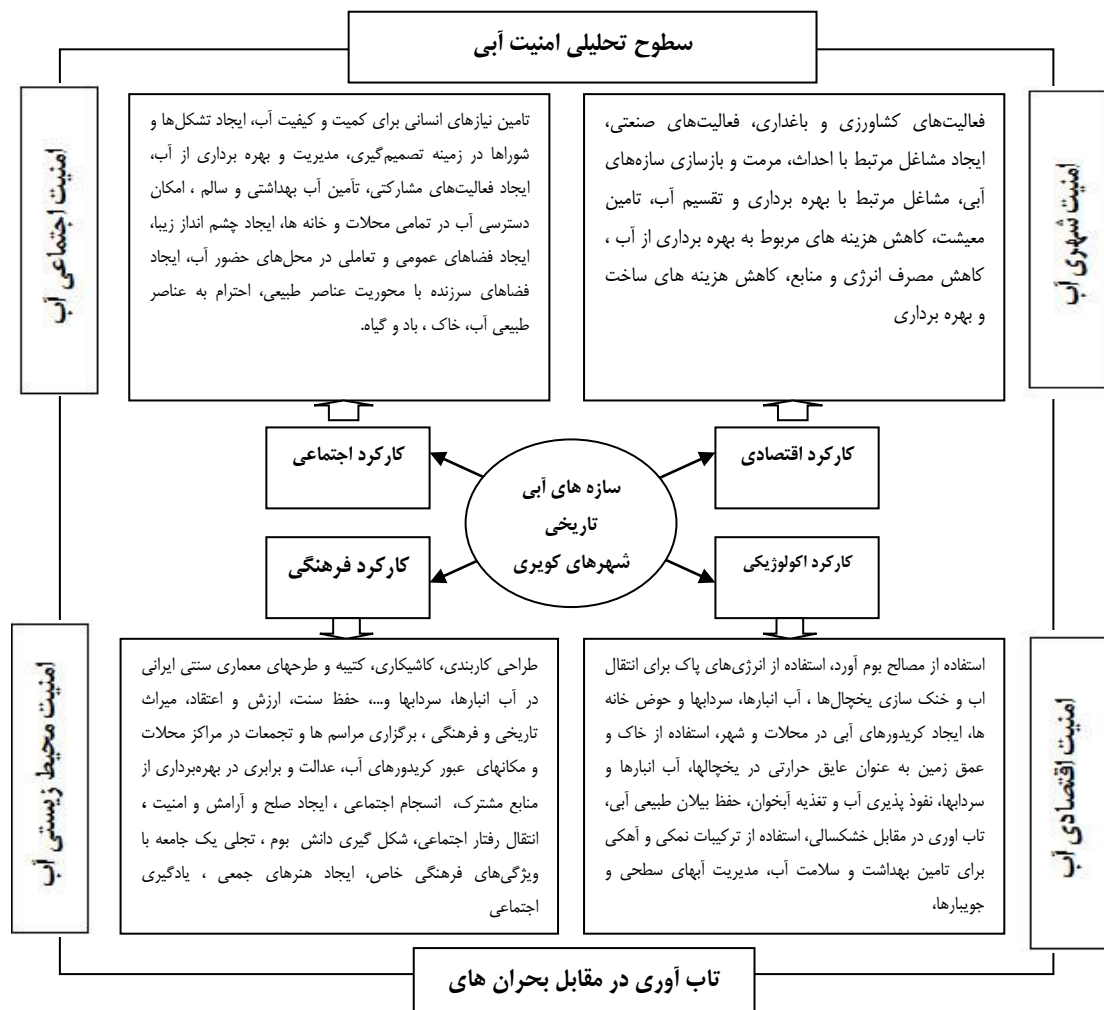 سطوح تحلیلی امنیت آبی
امنیت شهری آب
فعالیت‌های کشاورزی و باغداری، فعالیت‌های صنعتی،
ایجاد مشاغل مرتبط با احداث، مرمت و بازسازی سازه‌های
آبی، مشاغل مرتبط با بهره برداری و تقسیم آب، تامین
معیشت، کاهش هزینه های مربوط به بهره برداری از آب ،
کاهش مصرف انرژی و منابع، کاهش هزینه های ساخت
و بهره برداری
تامین نیازهای انسانی برای کمیت و کیفیت آب، ایجاد تشکل‌ها و
شوراها در زمینه تصمیم‌گیری، مدیریت و بهره برداری از آب،
ایجاد فعالیت‌های مشارکتی، تأمین آب بهداشتی و سالم ، امکان
دسترسی آب در تمامی محلات و خانه ها، ایجاد چشم انداز زیبا،
ایجاد فضاهای عمومی و تعاملی در محل‌های حضور آب، ایجاد
فضاهای سرزنده با محوریت عناصر طبیعی، احترام به عناصر
طبیعی آب، خاک ، باد و گیاه.
امنیت اجتماعی آب
کارکرد اقتصادی
کارکرد اجتماعی
سازه های آبی
تاریخی
شهرهای کویری
کارکرد اکولوژیکی
کارکرد فرهنگی
امنیت اقتصادی آب
استفاده از مصالح بوم آورد، استفاده از انرژی‌های پاک برای انتقال
اب و خنک سازی یخچال‌ها ، آب انبارها، سردابها و حوض خانه
ها، ایجاد کریدورهای آبی در محلات و شهر، استفاده از خاک و
عمق زمین به عنوان عایق حرارتی در یخچالها، آب انبارها و
سردابها، نفوذ پذیری آب و تغذیه آبخوان، حفظ بیلان طبیعی آبی،
تاب اوری در مقابل خشکسالی، استفاده از ترکیبات نمکی و آهکی
برای تامین بهداشت و سلامت آب، مدیریت آبهای سطحی و
جویبارها،
طراحی کاربندی، کاشیکاری، کتیبه و طرحهای معماری سنتی ایرانی
در آب انبارها، سردابها و...، حفظ سنت، ارزش و اعتقاد، میراث
تاریخی و فرهنگی ، برگزاری مراسم ها و تجمعات در مراکز محلات
و مکانهای عبور کریدورهای آب، عدالت و برابری در بهره‌برداری از
منابع مشترک، انسجام اجتماعی ، ایجاد صلح و آرامش و امنیت ،
انتقال رفتار اجتماعی، شکل گیری دانش بوم ، تجلی یک جامعه با
ویژگی‌های فرهنگی خاص، ایجاد هنرهای جمعی ، یادگیری
اجتماعی
امنیت محیط زیستی آب
تاب آوری در مقابل بحران های